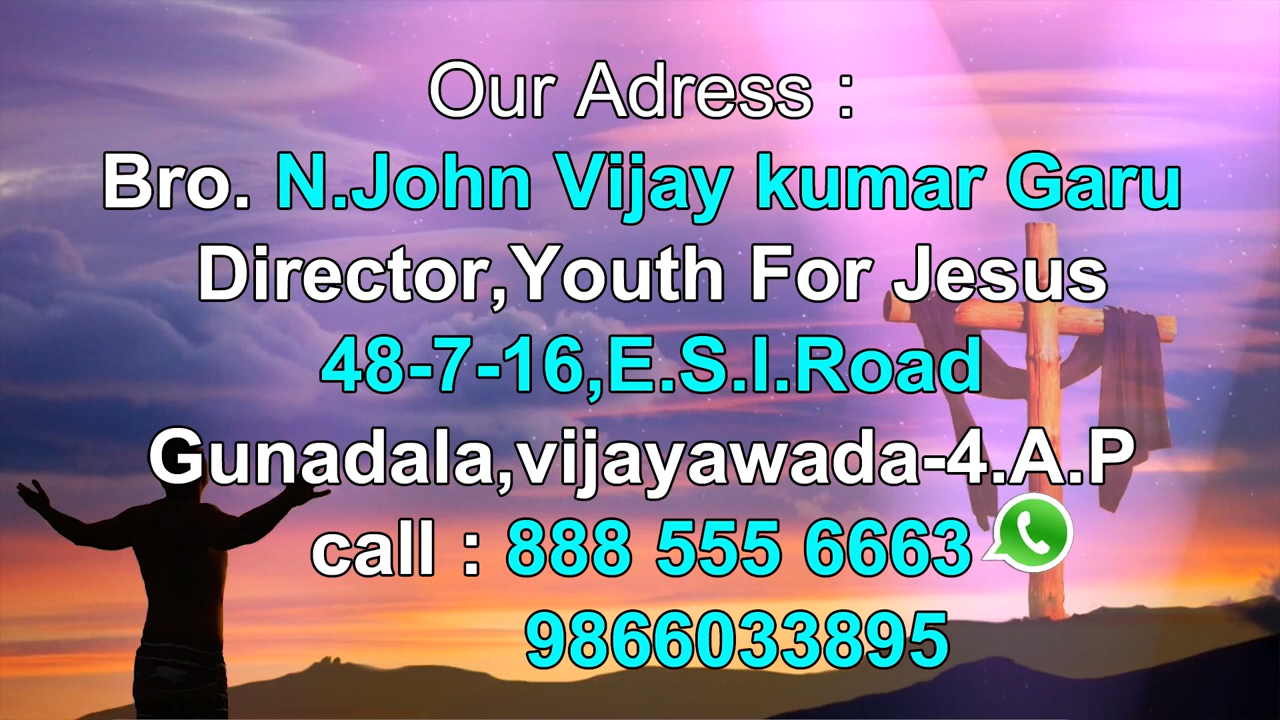 Our Adress :
Bro. N.John Vijay kumar Garu
Director,Youth For Jesus
48-7-16,E.S.I.Road
Gunadala,vijayawada-4.A.P
call : 888 555 6663
9866033895